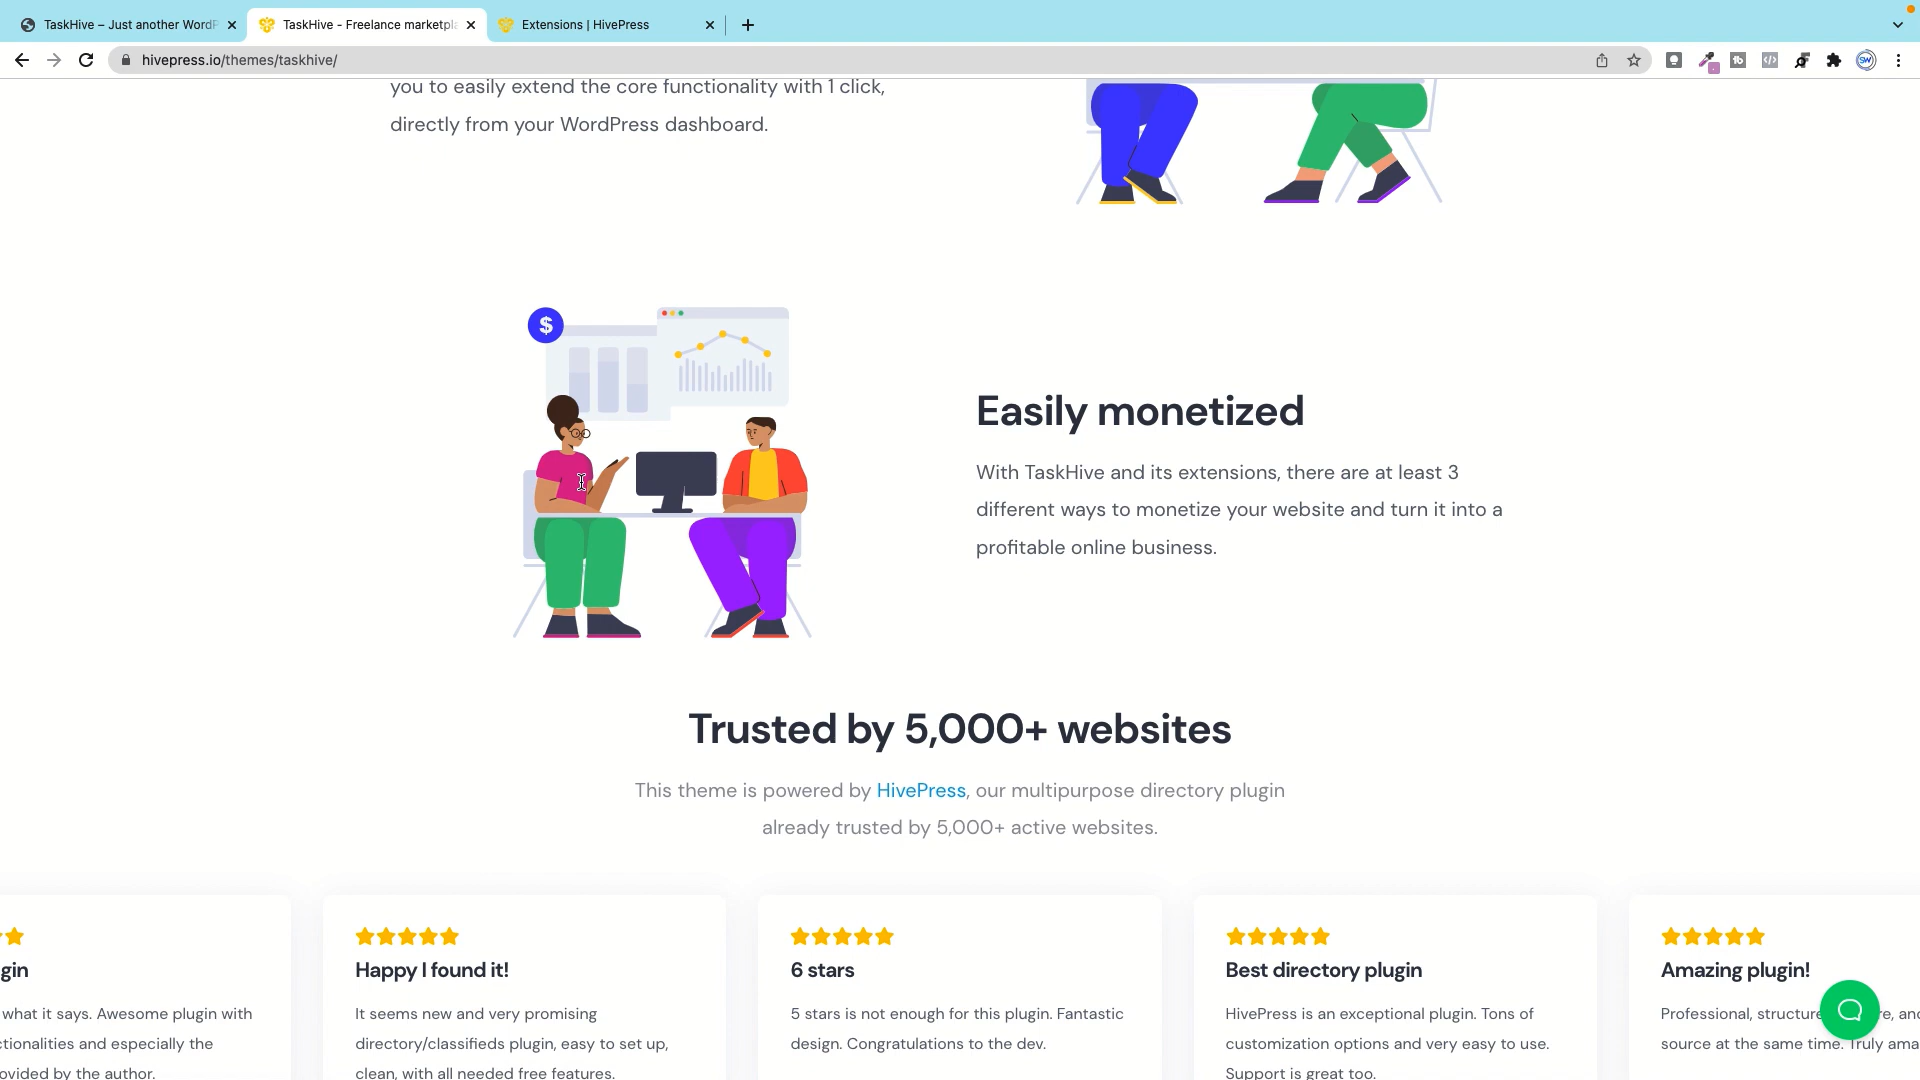 TaskHive – Just another WordP
TaskHive - Freelance marketpla
Extensions | HivePress
hivepress.io/themes/taskhive/
you to easily extend the core functionality with 1 click,
directly from your WordPress dashboard.
$
Easily monetized
With TaskHive and its extensions, there are at least 3
different ways to monetize your website and turn it into a
profitable online business.
Trusted by 5,000+ websites
This theme is powered by HivePress, our multipurpose directory plugin
already trusted by 5,000+ active websites.
gin
what it says. Awesome plugin with
ctionalities and especially the
ovided by the author.
Happy I found it!
It seems new and very promising
directory/classifieds plugin, easy to set up,
clean, with all needed free features.
6 stars
5 stars is not enough for this plugin. Fantastic
design. Congratulations to the dev.
Best directory plugin
HivePress is an exceptional plugin. Tons of
customization options and very easy to use.
Support is great too.
Amazing plugin!
Professional, structure re, and
source at the same time. Truly ama